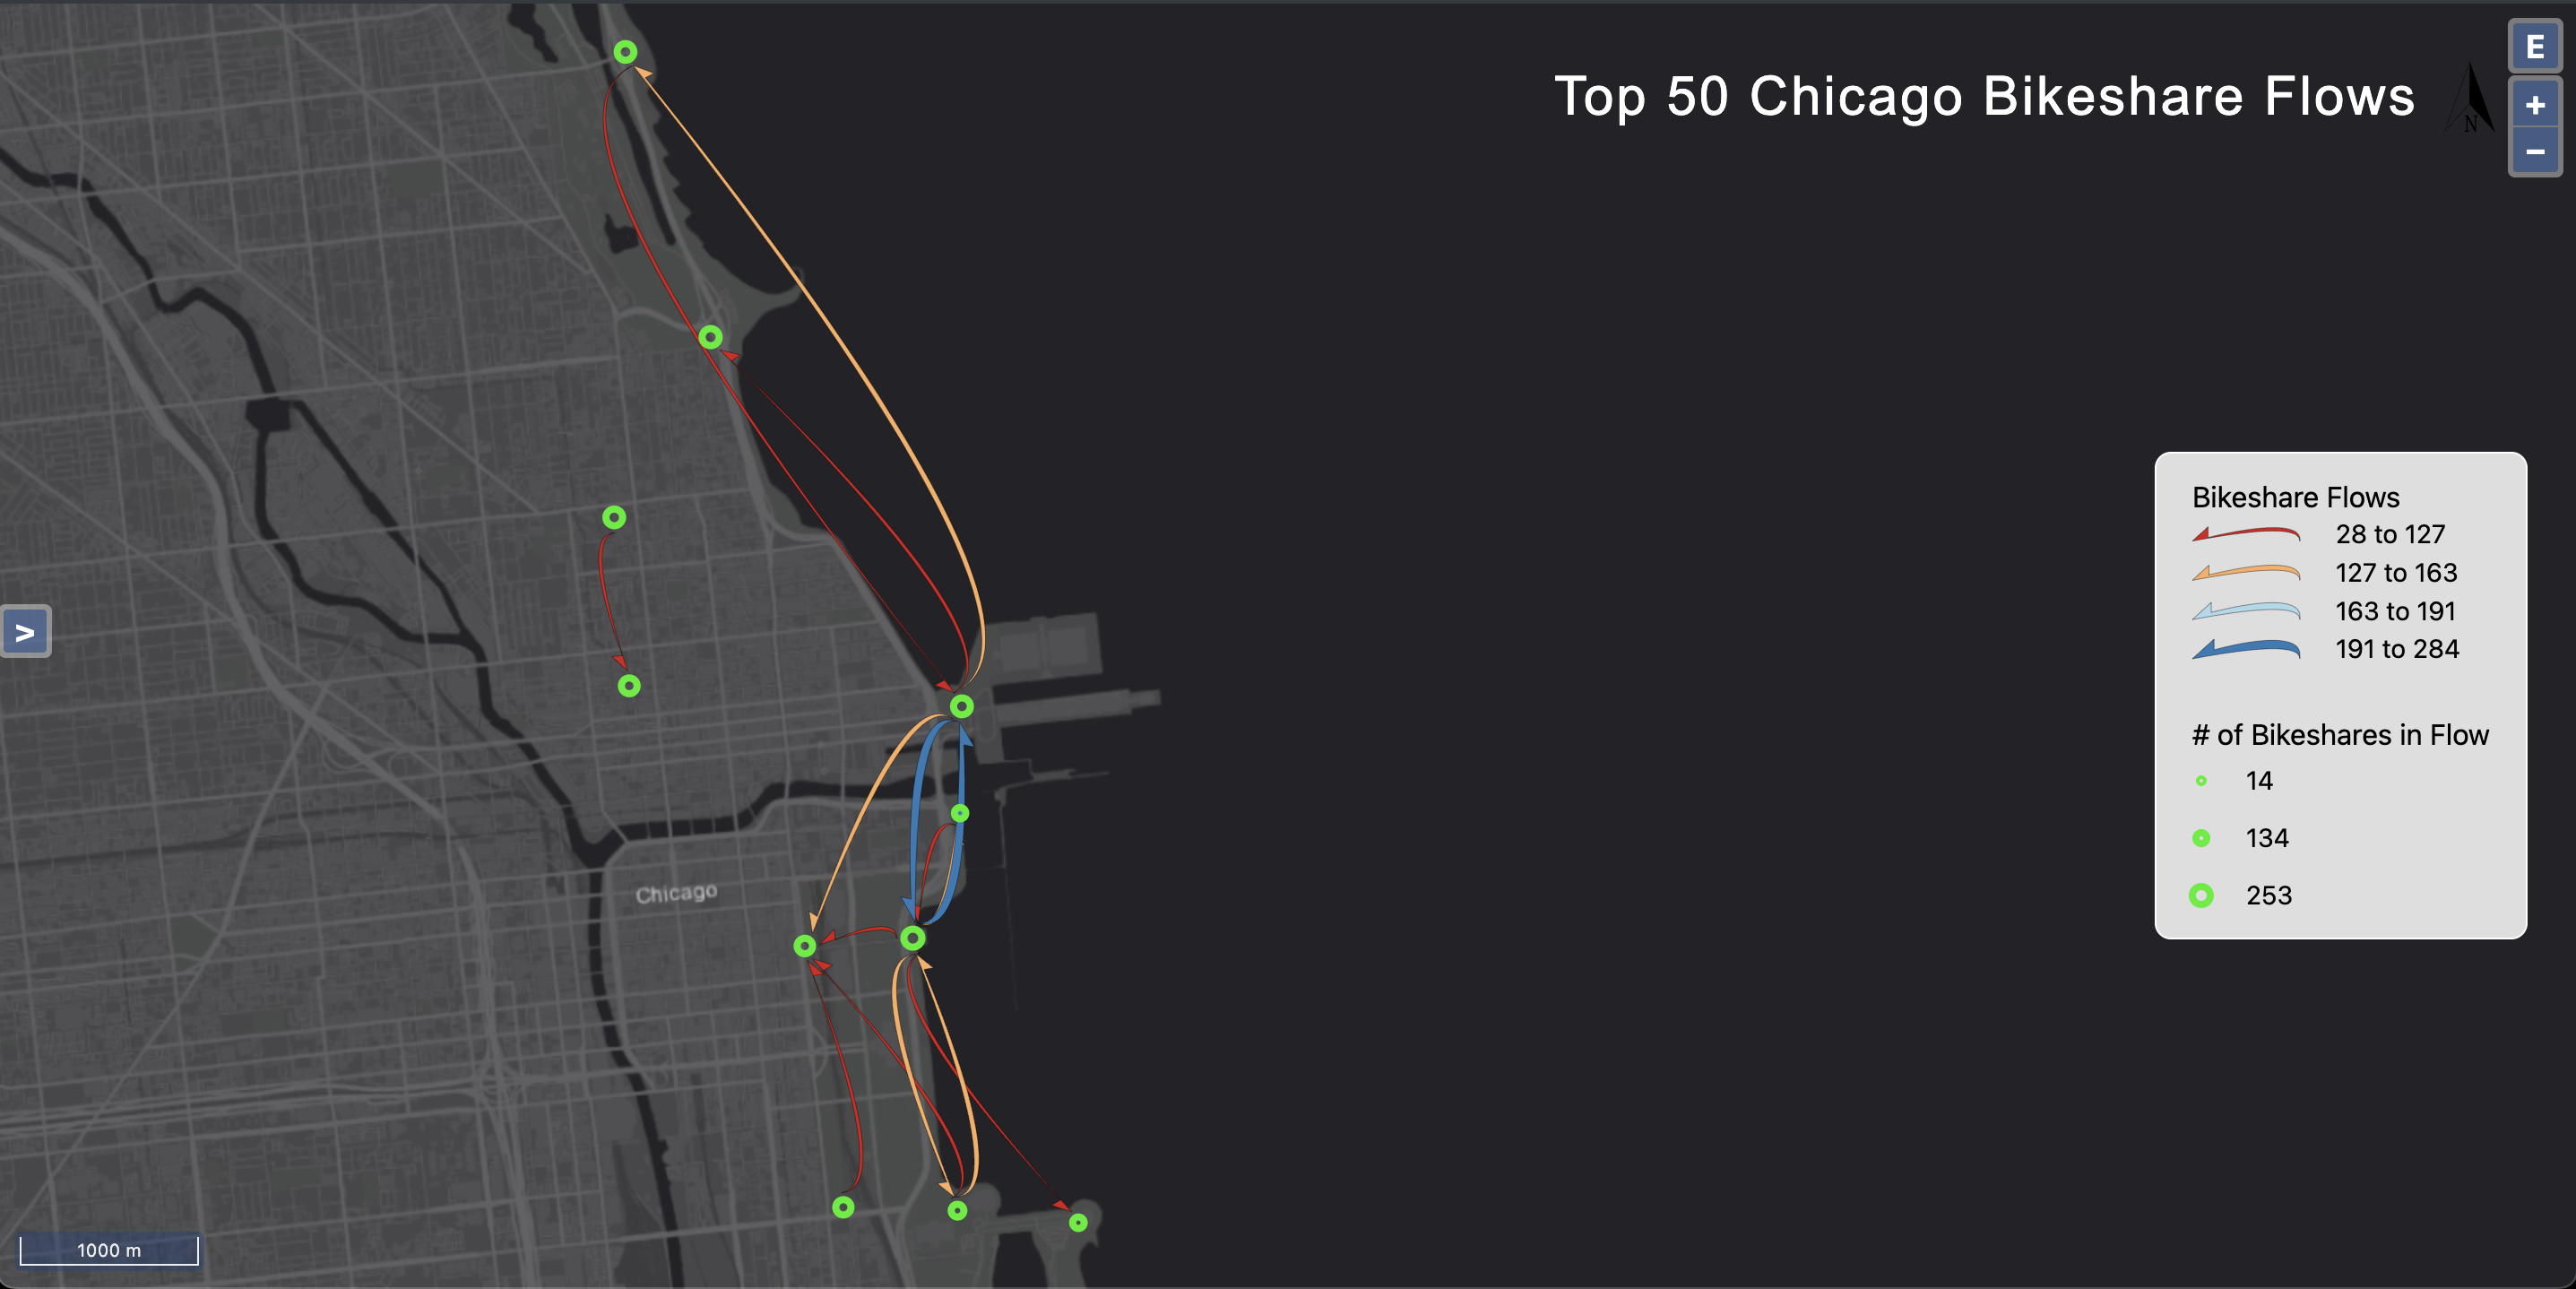 Top 50 Chicago Bikeshare Flows
N
E
+
−
>
Bikeshare Flows
28 to 127
127 to 163
163 to 191
191 to 284
# of Bikeshares in Flow
14
134
253
Chicago
1000 m